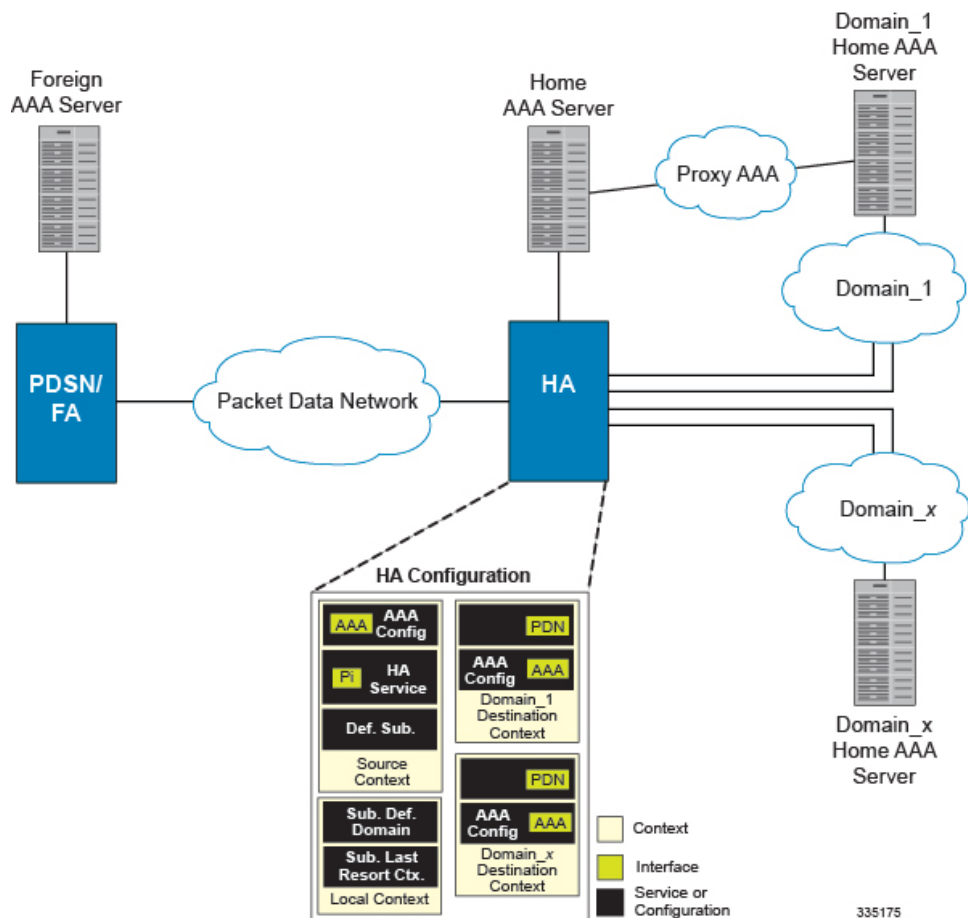 Foreign
AAA Server
Home
AAA Server
Domain_1
Home AAA
Server
Proxy AAA
Domain_1
PDSN/
FA
Packet Data Network
HA
Domain_x
Domain_x
Home AAA
Server
HA Configuration
AAA AAA
Config
Pi HA
Service
Def. Sub.
Source
Context
Sub. Def.
Domain
Sub. Last
Resort Ctx.
Local Context
PDN
AAA
Config AAA
Domain_1
Destination
Context
PDN
AAA
Config AAA
Domain_x
Destination
Context
Context
Interface
Service or
Configuration
335175